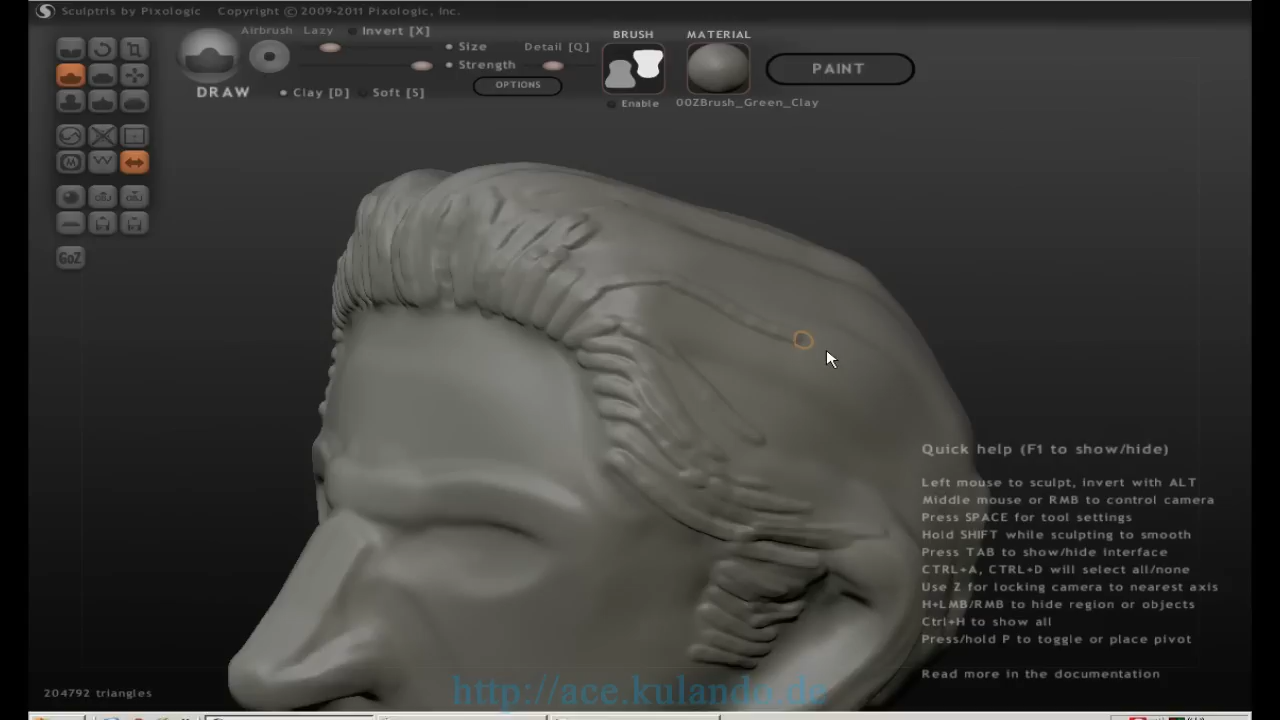 Sculptris by Pixologic Copyright © 2009-2011 Pixologic, Inc.
Airbrush Lazy Invert [X]
Size Detail [Q]
Strength
OPTIONS
DRAW Clay [D] Soft [S]
BRUSH
Enable
MATERIAL
00ZBrush_Green_Clay
PAINT
OBJ OBJ
GoZ
Quick help (F1 to show/hide)
Left mouse to sculpt, invert with ALT
Middle mouse or RMB to control camera
Press SPACE for tool settings
Hold SHIFT while sculpting to smooth
Press TAB to show/hide interface
CTRL+A, CTRL+D will select all/none
Use Z for locking camera to nearest axis
H+LMB/RMB to hide region or objects
Ctrl+H to show all
Press/hold P to toggle or place pivot
Read more in the documentation
204792 triangles
http://ace.kulando.de